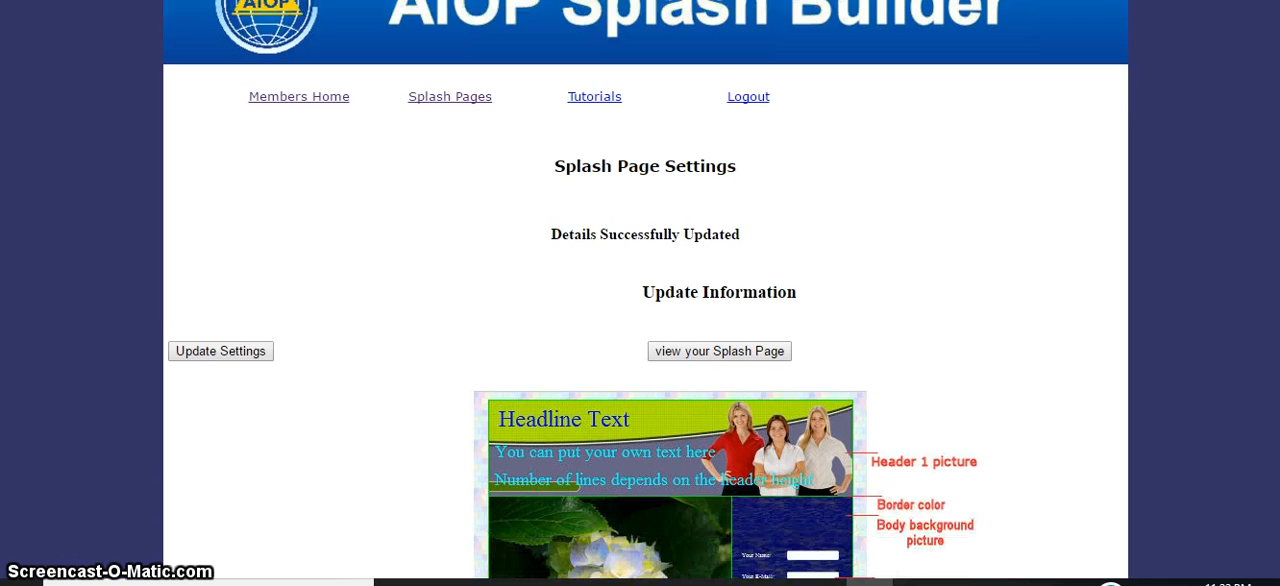 AIOP Splash Builder
AIOP
Members Home Splash Pages Tutorials Logout
Splash Page Settings
Details Successfully Updated
Update Information
Update Settings view your Splash Page
Headline Text
You can put your own text here
Number of lines depends on the header height
Header 1 picture
Border color
Body background
picture
Your Name:
Your E-Mail:
Screencast-O-Matic.com